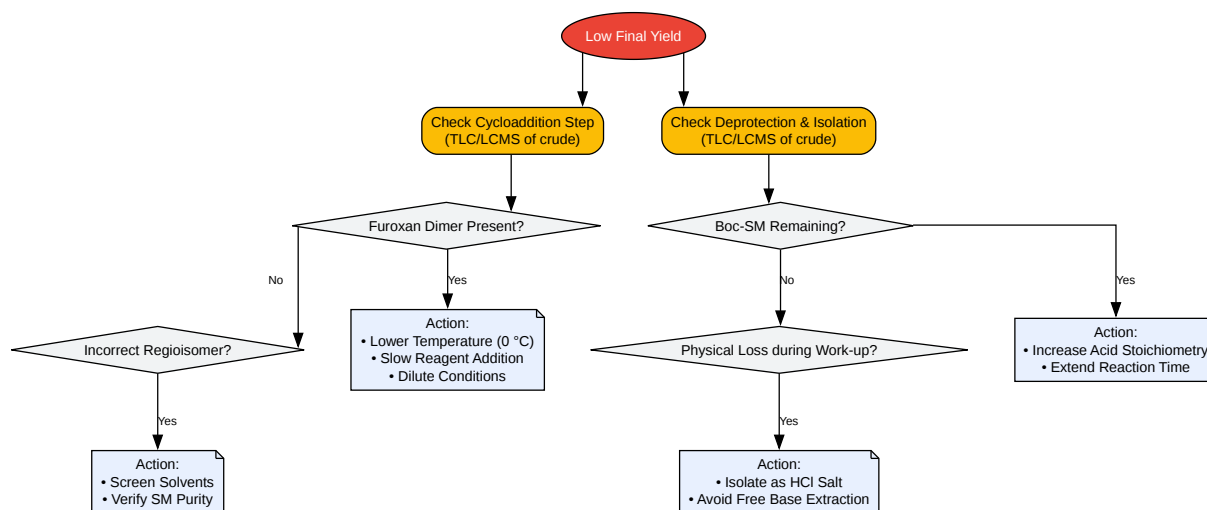 Low Final Yield
Check Cycloaddition Step
(TLC/LCMS of crude)
Check Deprotection & Isolation
(TLC/LCMS of crude)
Furoxan Dimer Present?
Boc-SM Remaining?
No
Yes
No
Yes
Incorrect Regioisomer?
Action:
• Lower Temperature (0 °C)
• Slow Reagent Addition
• Dilute Conditions
Physical Loss during Work-up?
Action:
• Increase Acid Stoichiometry
• Extend Reaction Time
Yes
Yes
Action:
• Screen Solvents
• Verify SM Purity
Action:
• Isolate as HCl Salt
• Avoid Free Base Extraction